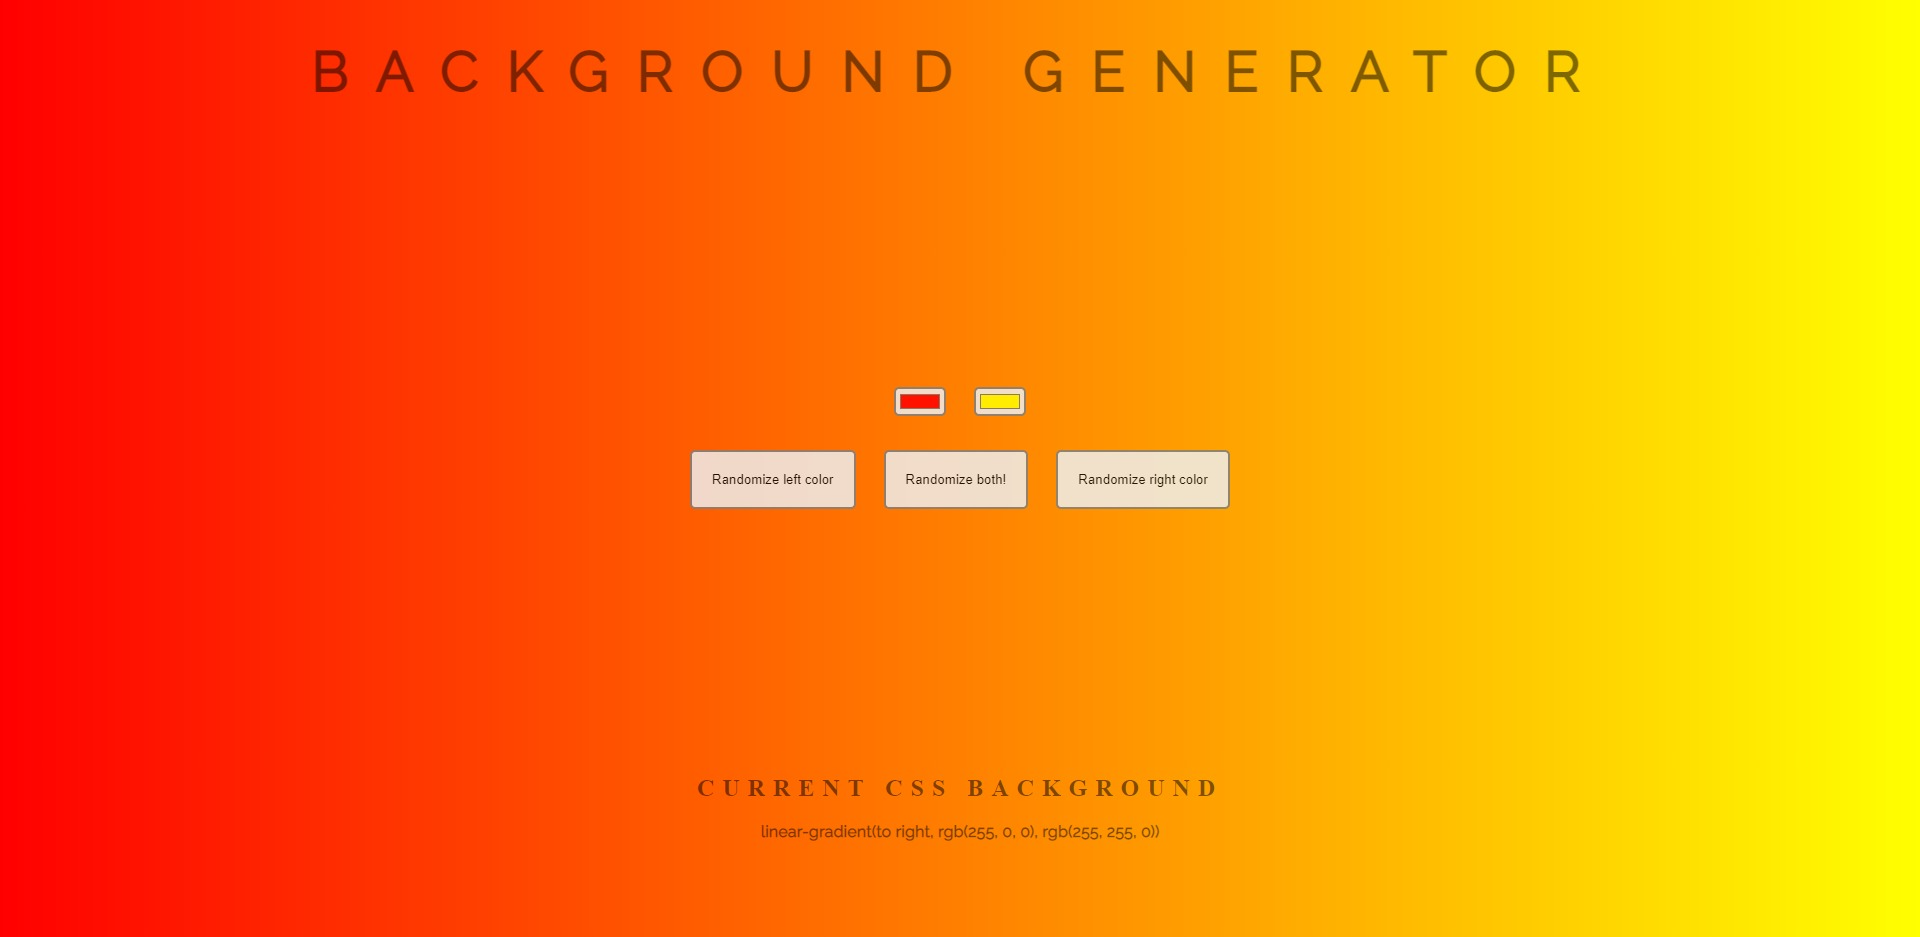 BACKGROUND GENERATOR
Randomize left color Randomize both! Randomize right color
CURRENT CSS BACKGROUND
linear-gradient(to right, rgb(255, 0, 0), rgb(255, 255, 0))